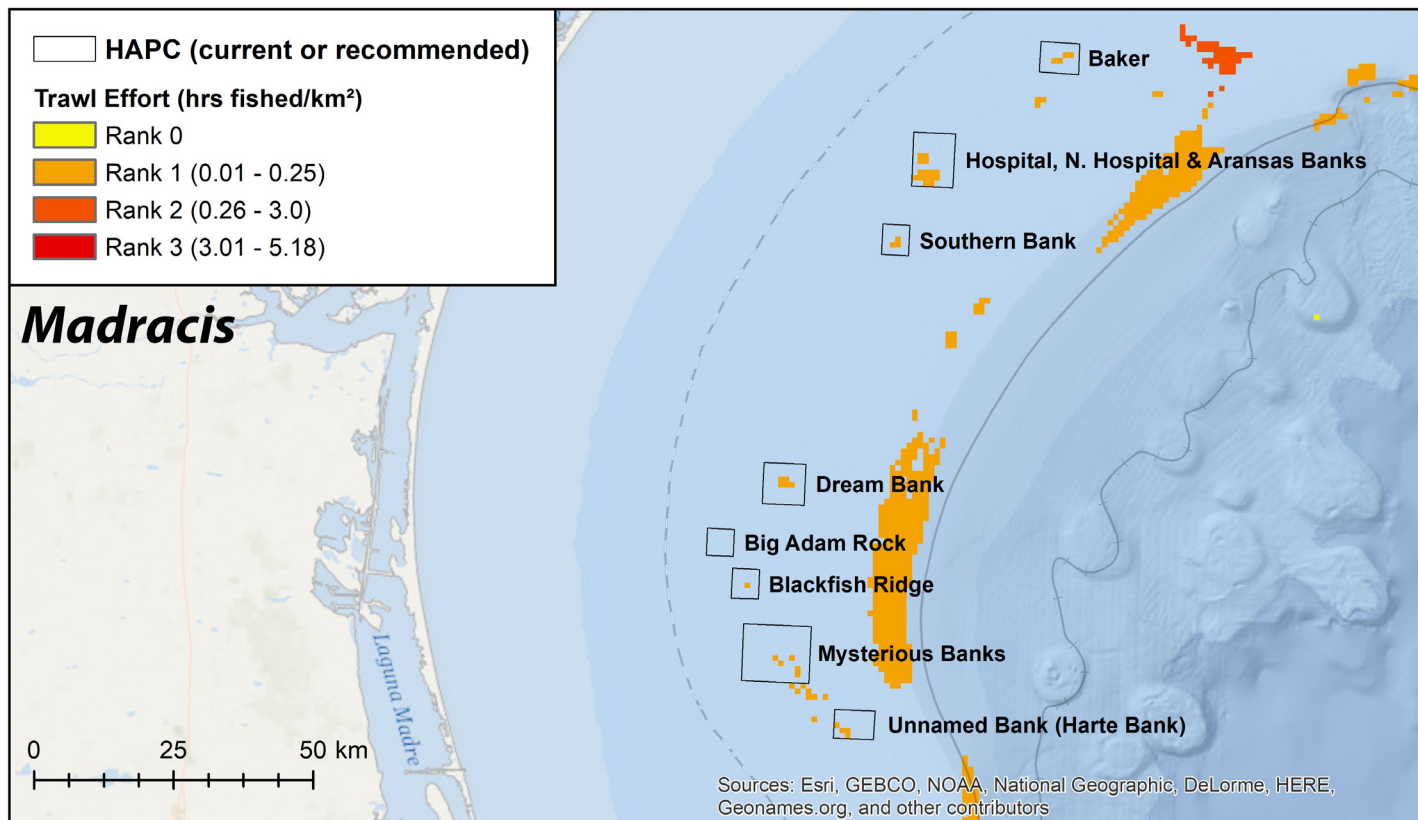 HAPC (current or recommended)
Trawl Effort (hrs fished/km²)
Rank 0
Rank 1 (0.01 - 0.25)
Rank 2 (0.26 - 3.0)
Rank 3 (3.01 - 5.18)
Madracis
Baker
Hospital, N. Hospital & Aransas Banks
Southern Bank
Dream Bank
Big Adam Rock
Blackfish Ridge
Mysterious Banks
Unnamed Bank (Harte Bank)
Laguna Madre
0 25 50 km
Sources: Esri, GEBCO, NOAA, National Geographic, DeLorme, HERE,
Geonames.org, and other contributors